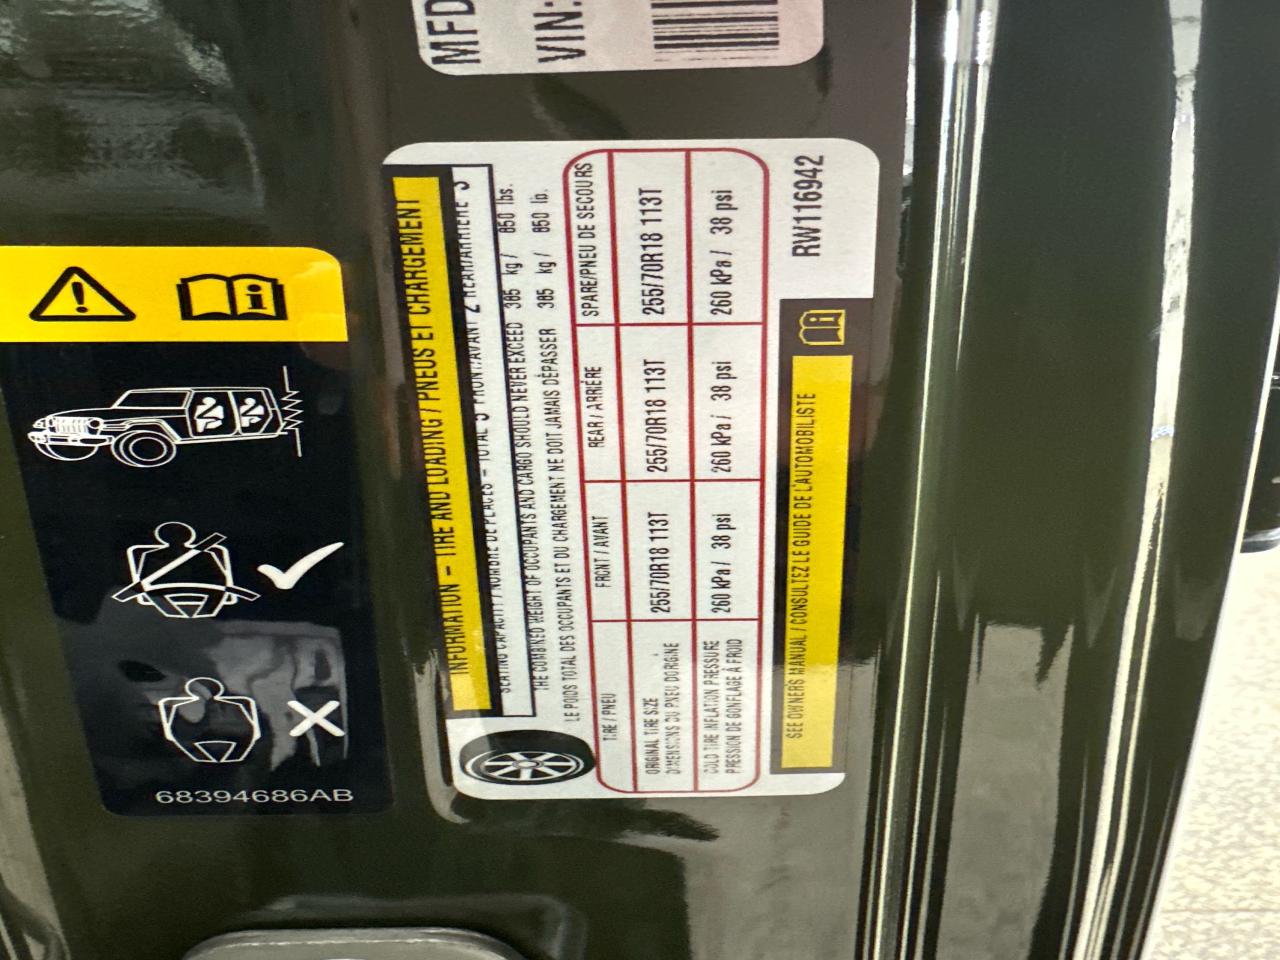 MFD
VIN:
INFORMATION – TIRE AND LOADING / PNEUS ET CHARGEMENT
SEATING CAPACITY / NOMBRE DE PLACES – TOTAL 5 FRONT/AVANT 2 REAR/ARRIÈRE 3
THE COMBINED WEIGHT OF OCCUPANTS AND CARGO SHOULD NEVER EXCEED 385 kg / 850 lbs.
LE POIDS TOTAL DES OCCUPANTS ET DU CHARGEMENT NE DOIT JAMAIS DÉPASSER 385 kg / 850 lb.
TIRE / PNEU FRONT / AVANT REAR / ARRIÈRE SPARE/PNEU DE SECOURS
ORIGINAL TIRE SIZE
DIMENSIONS DU PNEU D'ORIGINE
255/70R18 113T 255/70R18 113T 255/70R18 113T
COLD TIRE INFLATION PRESSURE
PRESSION DE GONFLAGE À FROID
260 kPa / 38 psi 260 kPa / 38 psi 260 kPa / 38 psi
SEE OWNERS MANUAL / CONSULTEZ LE GUIDE DE L'AUTOMOBILISTE
RW116942
68394686AB